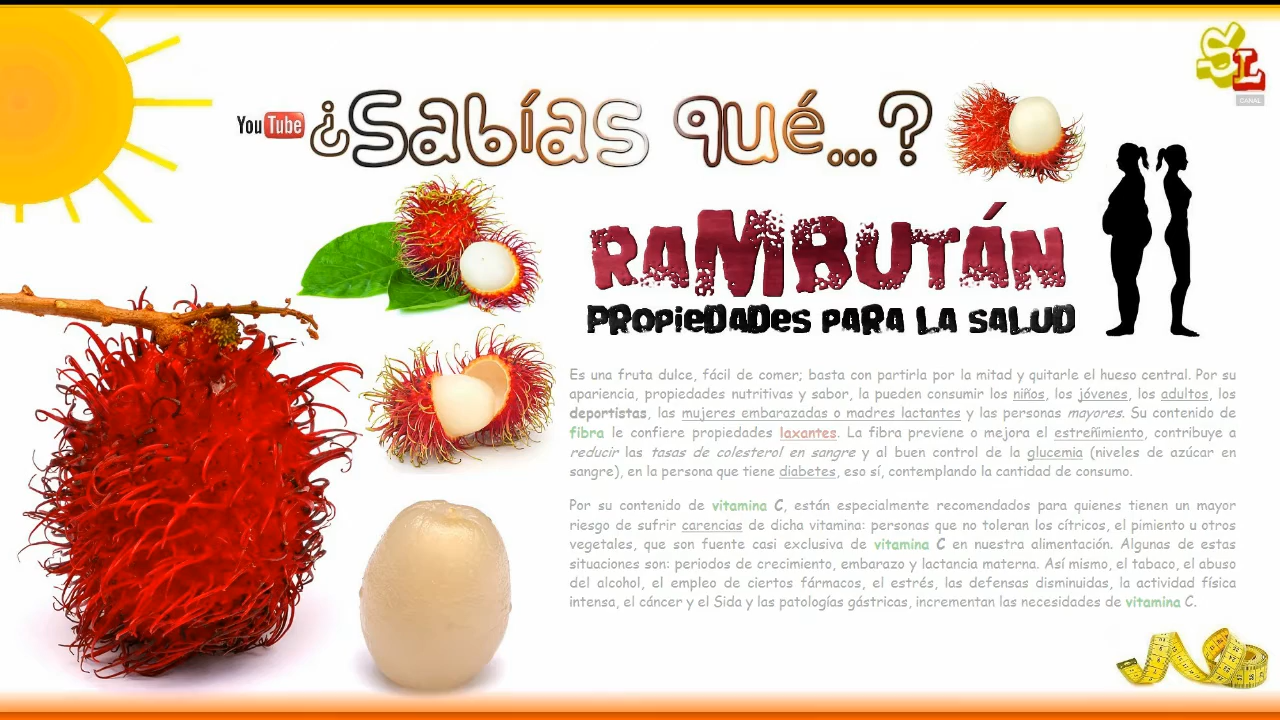 You Tube
¿Sabías qué...?
SL
CANAL
RAMBUTÁN
PROPIEDADES PARA LA SALUD
Es una fruta dulce, fácil de comer; basta con partirla por la mitad y quitarle el hueso central. Por su
apariencia, propiedades nutritivas y sabor, la pueden consumir los niños, los jóvenes, los adultos, los
deportistas, las mujeres embarazadas o madres lactantes y las personas mayores. Su contenido de
fibra le confiere propiedades laxantes. La fibra previene o mejora el estreñimiento, contribuye a
reducir las tasas de colesterol en sangre y al buen control de la glucemia (niveles de azúcar en
sangre), en la persona que tiene diabetes, eso sí, contemplando la cantidad de consumo.
Por su contenido de vitamina C, están especialmente recomendados para quienes tienen un mayor
riesgo de sufrir carencias de dicha vitamina: personas que no toleran los cítricos, el pimiento u otros
vegetales, que son fuente casi exclusiva de vitamina C en nuestra alimentación. Algunas de estas
situaciones son: periodos de crecimiento, embarazo y lactancia materna. Así mismo, el tabaco, el abuso
del alcohol, el empleo de ciertos fármacos, el estrés, las defensas disminuidas, la actividad física
intensa, el cáncer y el Sida y las patologías gástricas, incrementan las necesidades de vitamina C.